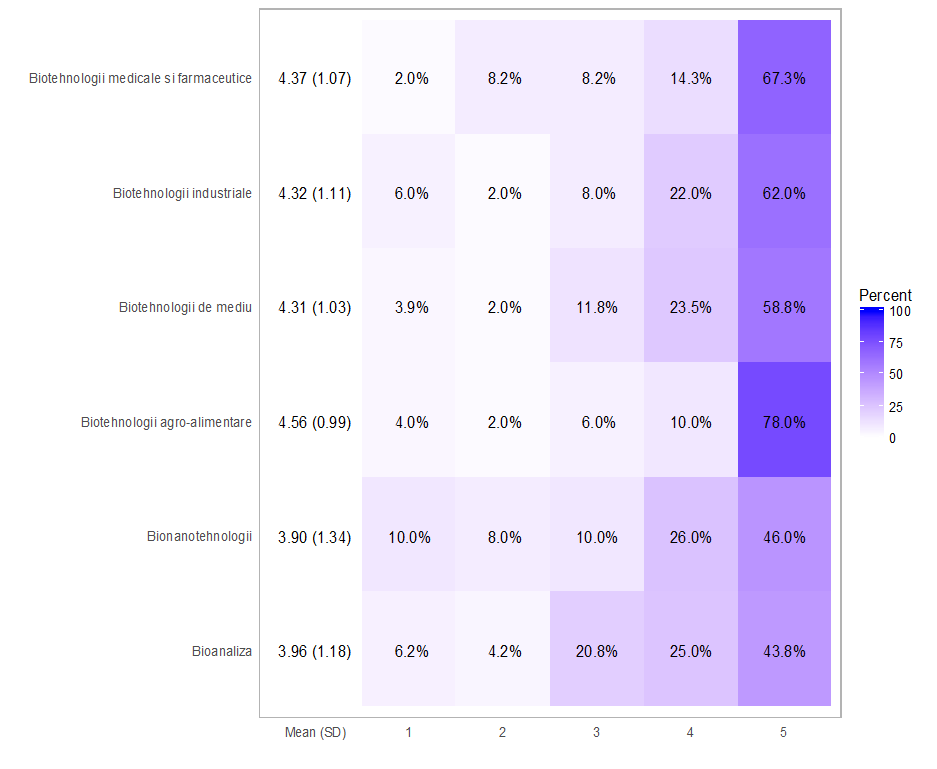 Biotehnologii medicale si farmaceutice 4.37 (1.07) 2.0% 8.2% 8.2% 14.3% 67.3%
Biotehnologii industriale 4.32 (1.11) 6.0% 2.0% 8.0% 22.0% 62.0%
Biotehnologii de mediu 4.31 (1.03) 3.9% 2.0% 11.8% 23.5% 58.8%
Biotehnologii agro-alimentare 4.56 (0.99) 4.0% 2.0% 6.0% 10.0% 78.0%
Bionanotehnologii 3.90 (1.34) 10.0% 8.0% 10.0% 26.0% 46.0%
Bioanaliza 3.96 (1.18) 6.2% 4.2% 20.8% 25.0% 43.8%
Mean (SD) 1 2 3 4 5
Percent
100
75
50
25
0